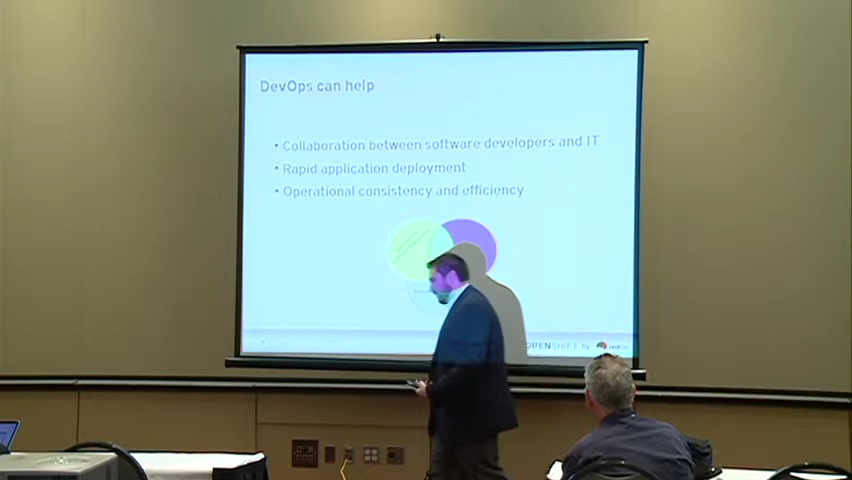 DevOps can help
• Collaboration between software developers and IT
• Rapid application deployment
• Operational consistency and efficiency
OPENSHIFT by redhat